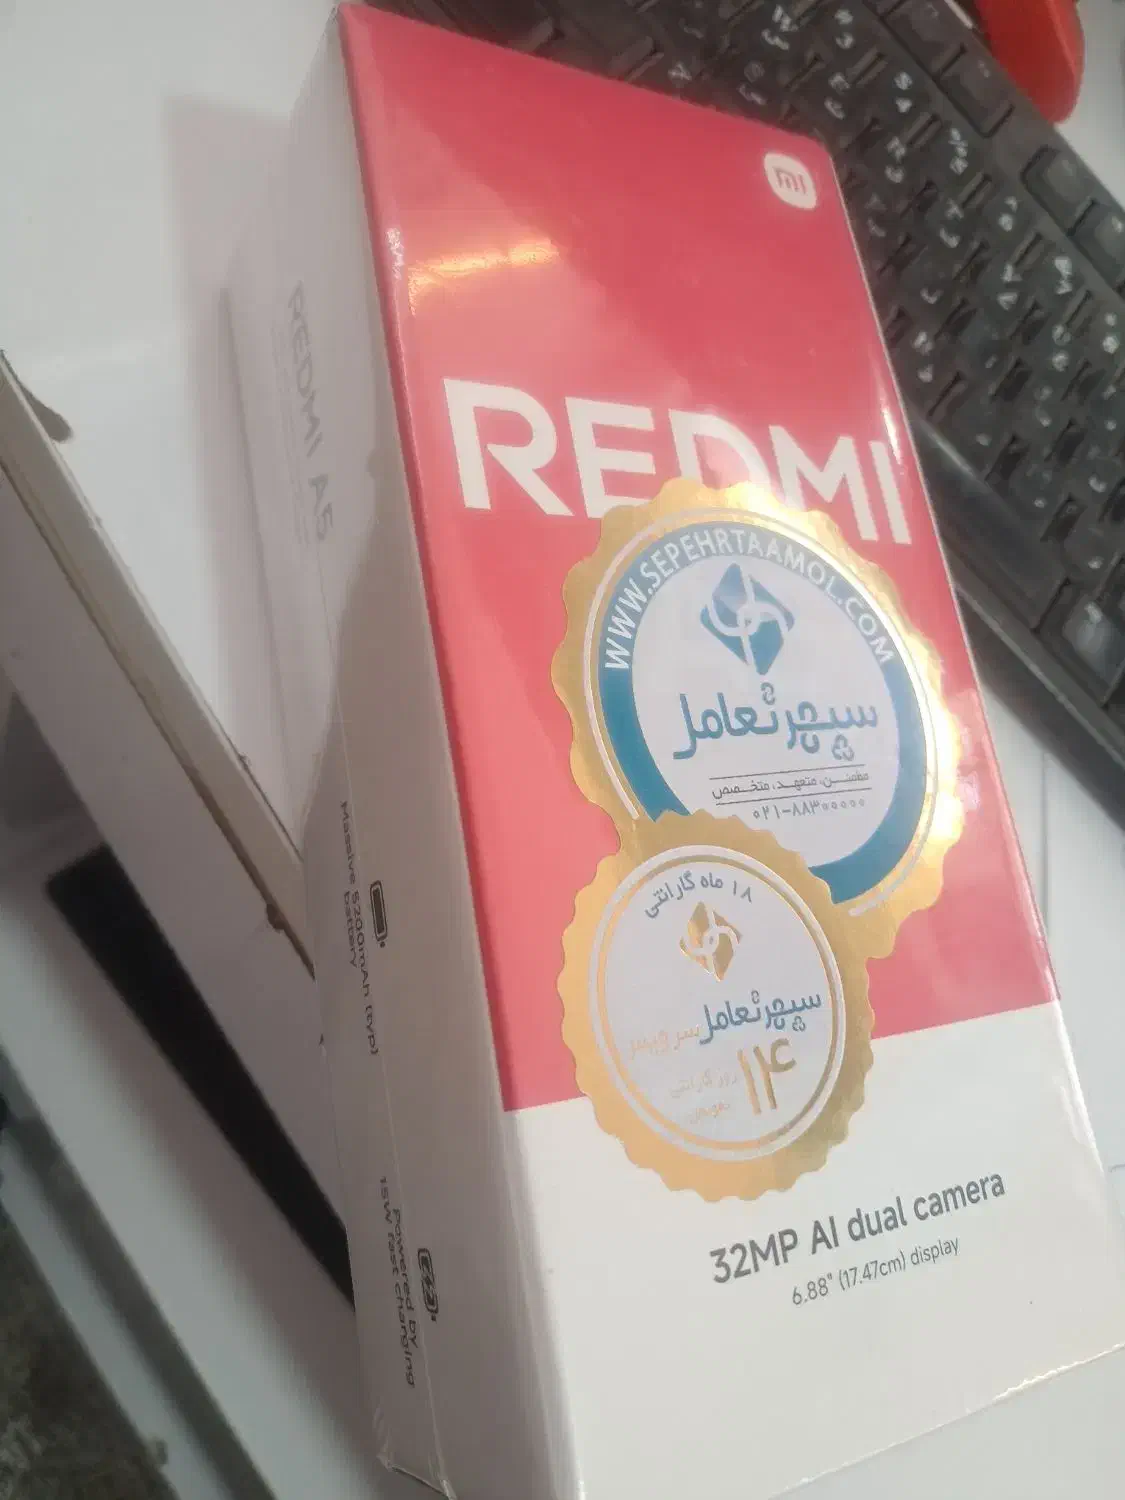 mi
REDMI
WWW.SEPEHRTAAMOL.COM
سپهرتعامل
مطمئن، متعهد، متخصص
۰۲۱-۸۸۳۰۰۰۰۰
۱۸ ماه گارانتی
سپهرتعامل سرویس
۱۴ روز گارانتی
تعویض
32MP AI dual camera
6.88" (17.47cm) display
REDMI A5
Massive 5200mAh (typ)
battery
Powered by
15W fast charging